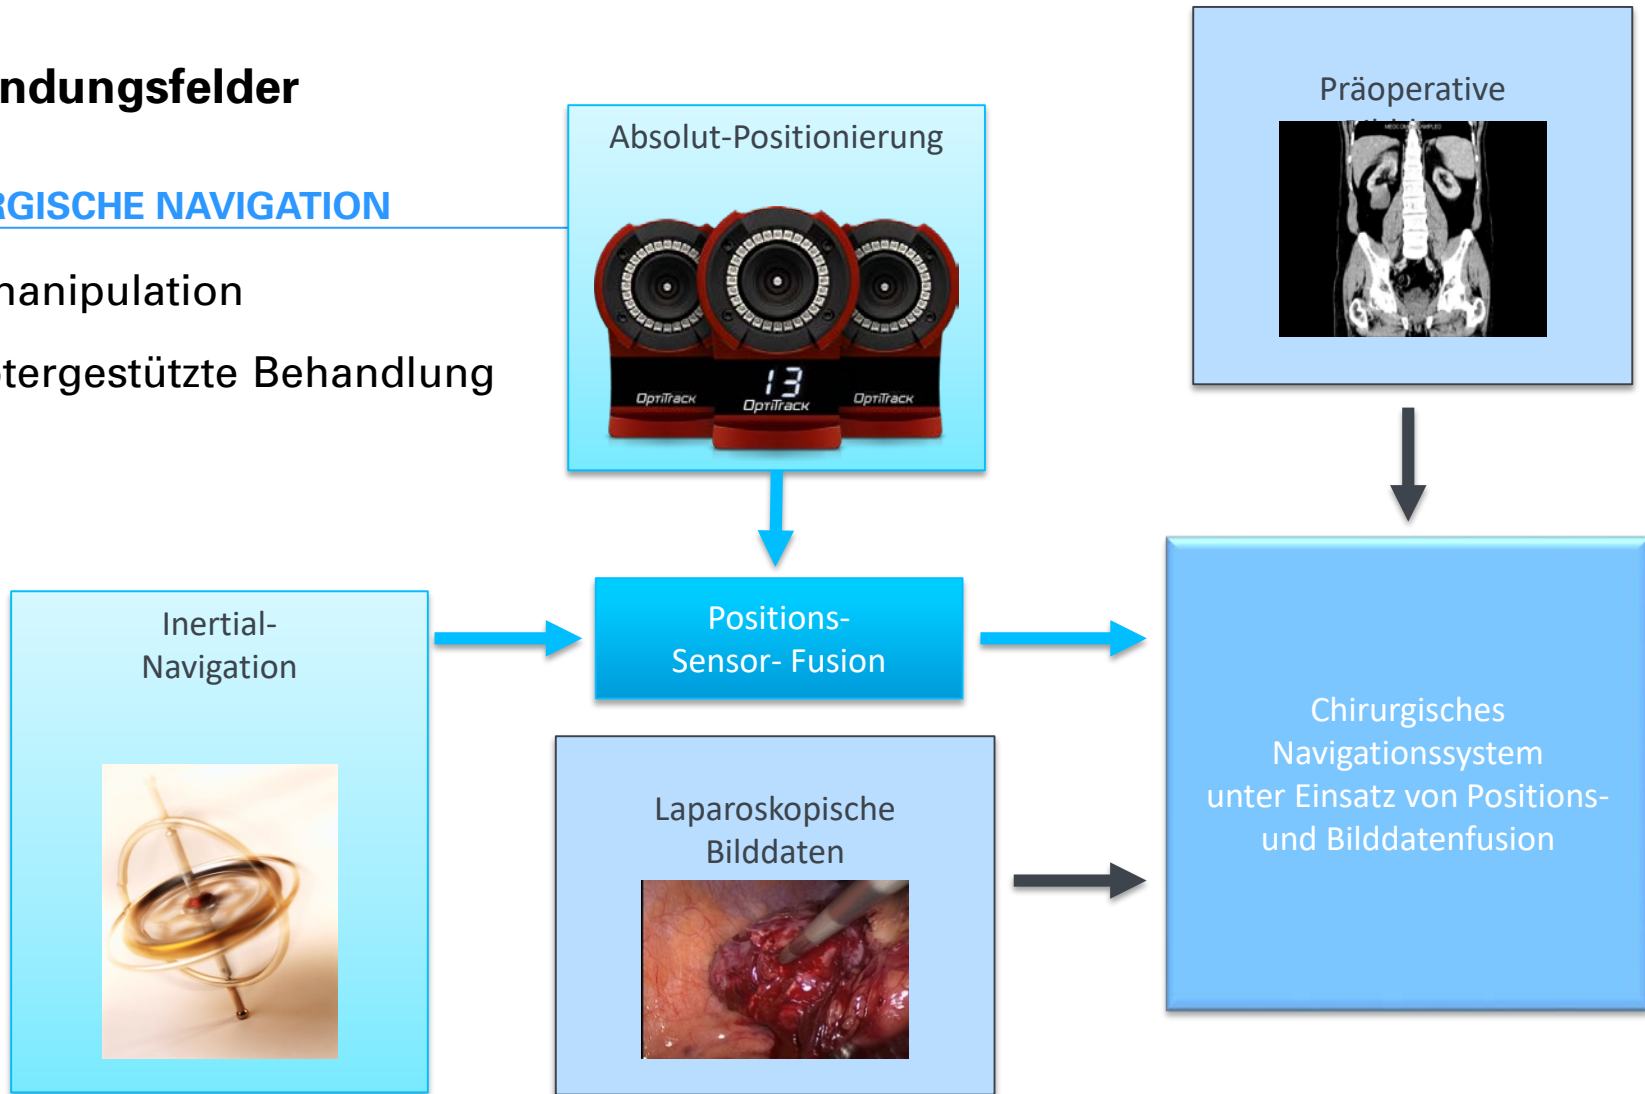 ndungsfelder
RGISCHE NAVIGATION
nanipulation
otergestützte Behandlung
Absolut-Positionierung
13
OptiTrack
OptiTrack
OptiTrack
Präoperative
Inertial-
Navigation
Positions-
Sensor- Fusion
Laparoskopische
Bilddaten
Chirurgisches
Navigationssystem
unter Einsatz von Positions-
und Bilddatenfusion